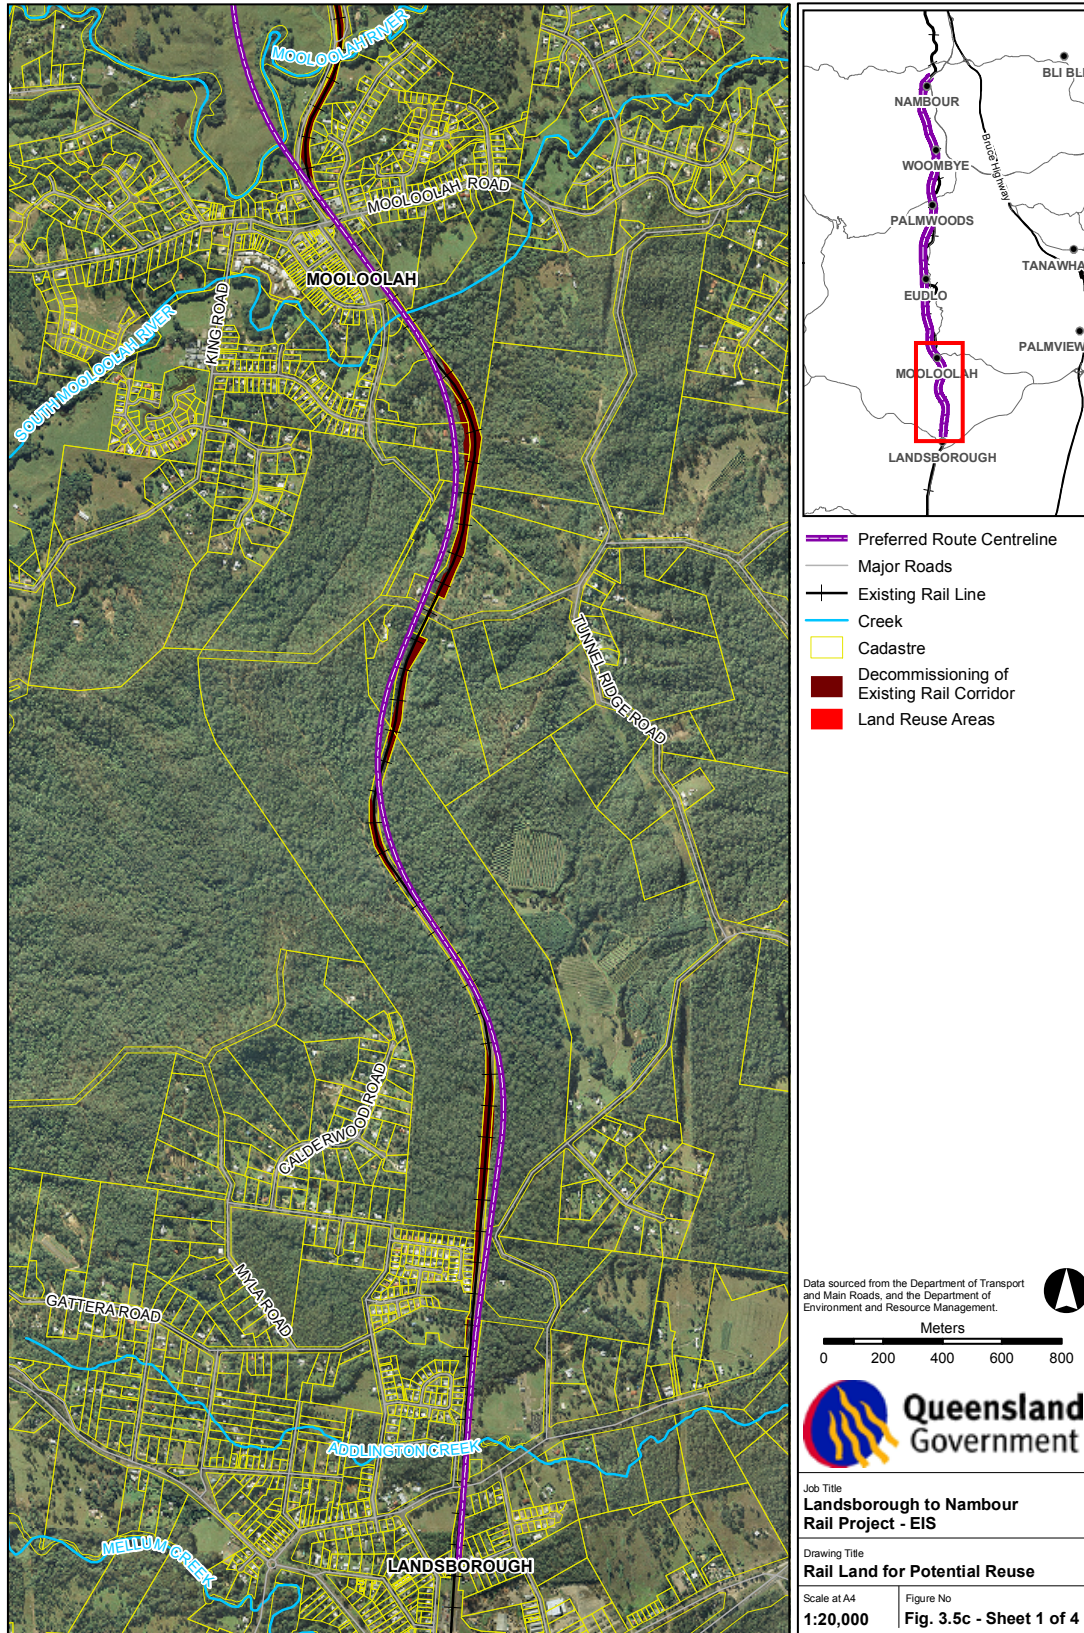 MOOLOOLAH RIVER
MOOLOOLAH ROAD
MOOLOOLAH
KING ROAD
SOUTH MOOLOOLAH RIVER
TUNNEL RIDGE ROAD
CALDERWOOD ROAD
MYLA ROAD
GATTERA ROAD
ADDLINGTON CREEK
MELLUM CREEK
LANDSBOROUGH
BLI BLI
NAMBOUR
Bruce Highway
WOOMBYE
PALMWOODS
TANAWHA
EUDLO
PALMVIEW
MOOLOOLAH
LANDSBOROUGH
Preferred Route Centreline
Major Roads
Existing Rail Line
Creek
Cadastre
Decommissioning of
Existing Rail Corridor
Land Reuse Areas
Data sourced from the Department of Transport
and Main Roads, and the Department of
Environment and Resource Management.
Meters
0 200 400 600 800
Queensland
Government
Job Title
Landsborough to Nambour
Rail Project - EIS
Drawing Title
Rail Land for Potential Reuse
Scale at A4
1:20,000
Figure No
Fig. 3.5c - Sheet 1 of 4